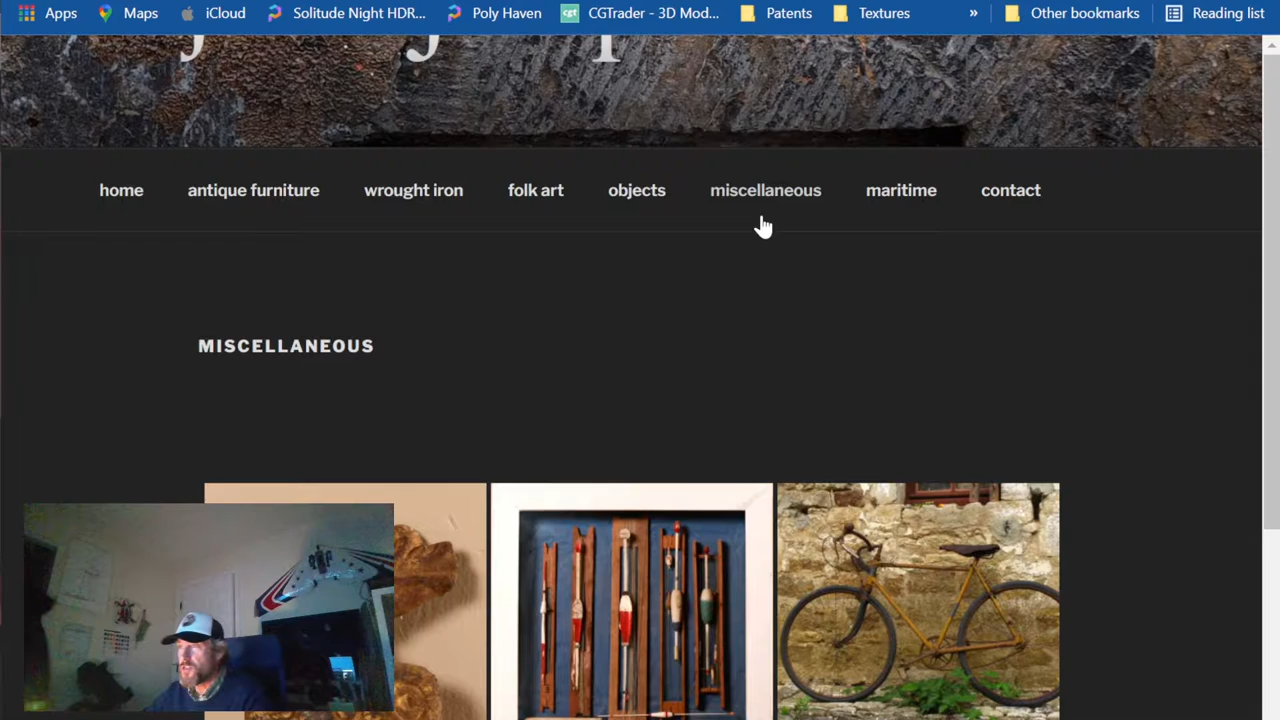 Apps Maps iCloud Solitude Night HDR... Poly Haven cgt CGTrader - 3D Mod... Patents Textures » Other bookmarks Reading list
home antique furniture wrought iron folk art objects miscellaneous maritime contact
MISCELLANEOUS